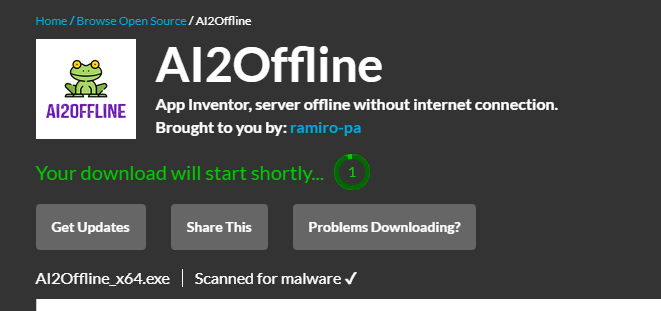 Home / Browse Open Source / AI2Offline
AI2OFFLINE
AI2Offline
App Inventor, server offline without internet connection.
Brought to you by: ramiro-pa
Your download will start shortly... 1
Get Updates Share This Problems Downloading?
AI2Offline_x64.exe Scanned for malware ✓